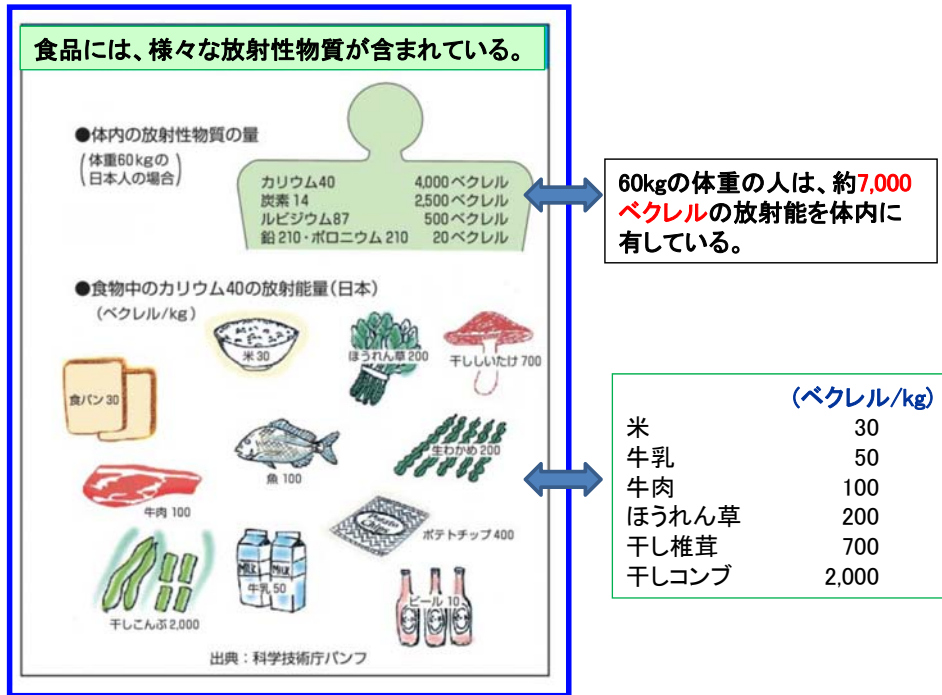 食品には、様々な放射性物質が含まれている。
●体内の放射性物質の量
(体重60kgの
日本人の場合)
カリウム40 4,000ベクレル
炭素14 2,500ベクレル
ルビジウム87 500ベクレル
鉛210・ポロニウム210 20ベクレル
60kgの体重の人は、約7,000
ベクレルの放射能を体内に
有している。
●食物中のカリウム40の放射能量(日本)
(ベクレル/kg)
米30
ほうれん草200
干ししいたけ700
食パン30
魚100
生わかめ200
牛肉100
Potato
Chips
ポテトチップ400
干しこんぶ2,000
MILK
MILK
牛乳50
ビール10
出典:科学技術庁パンフ
(ベクレル/kg)
米 30
牛乳 50
牛肉 100
ほうれん草 200
干し椎茸 700
干しコンブ 2,000